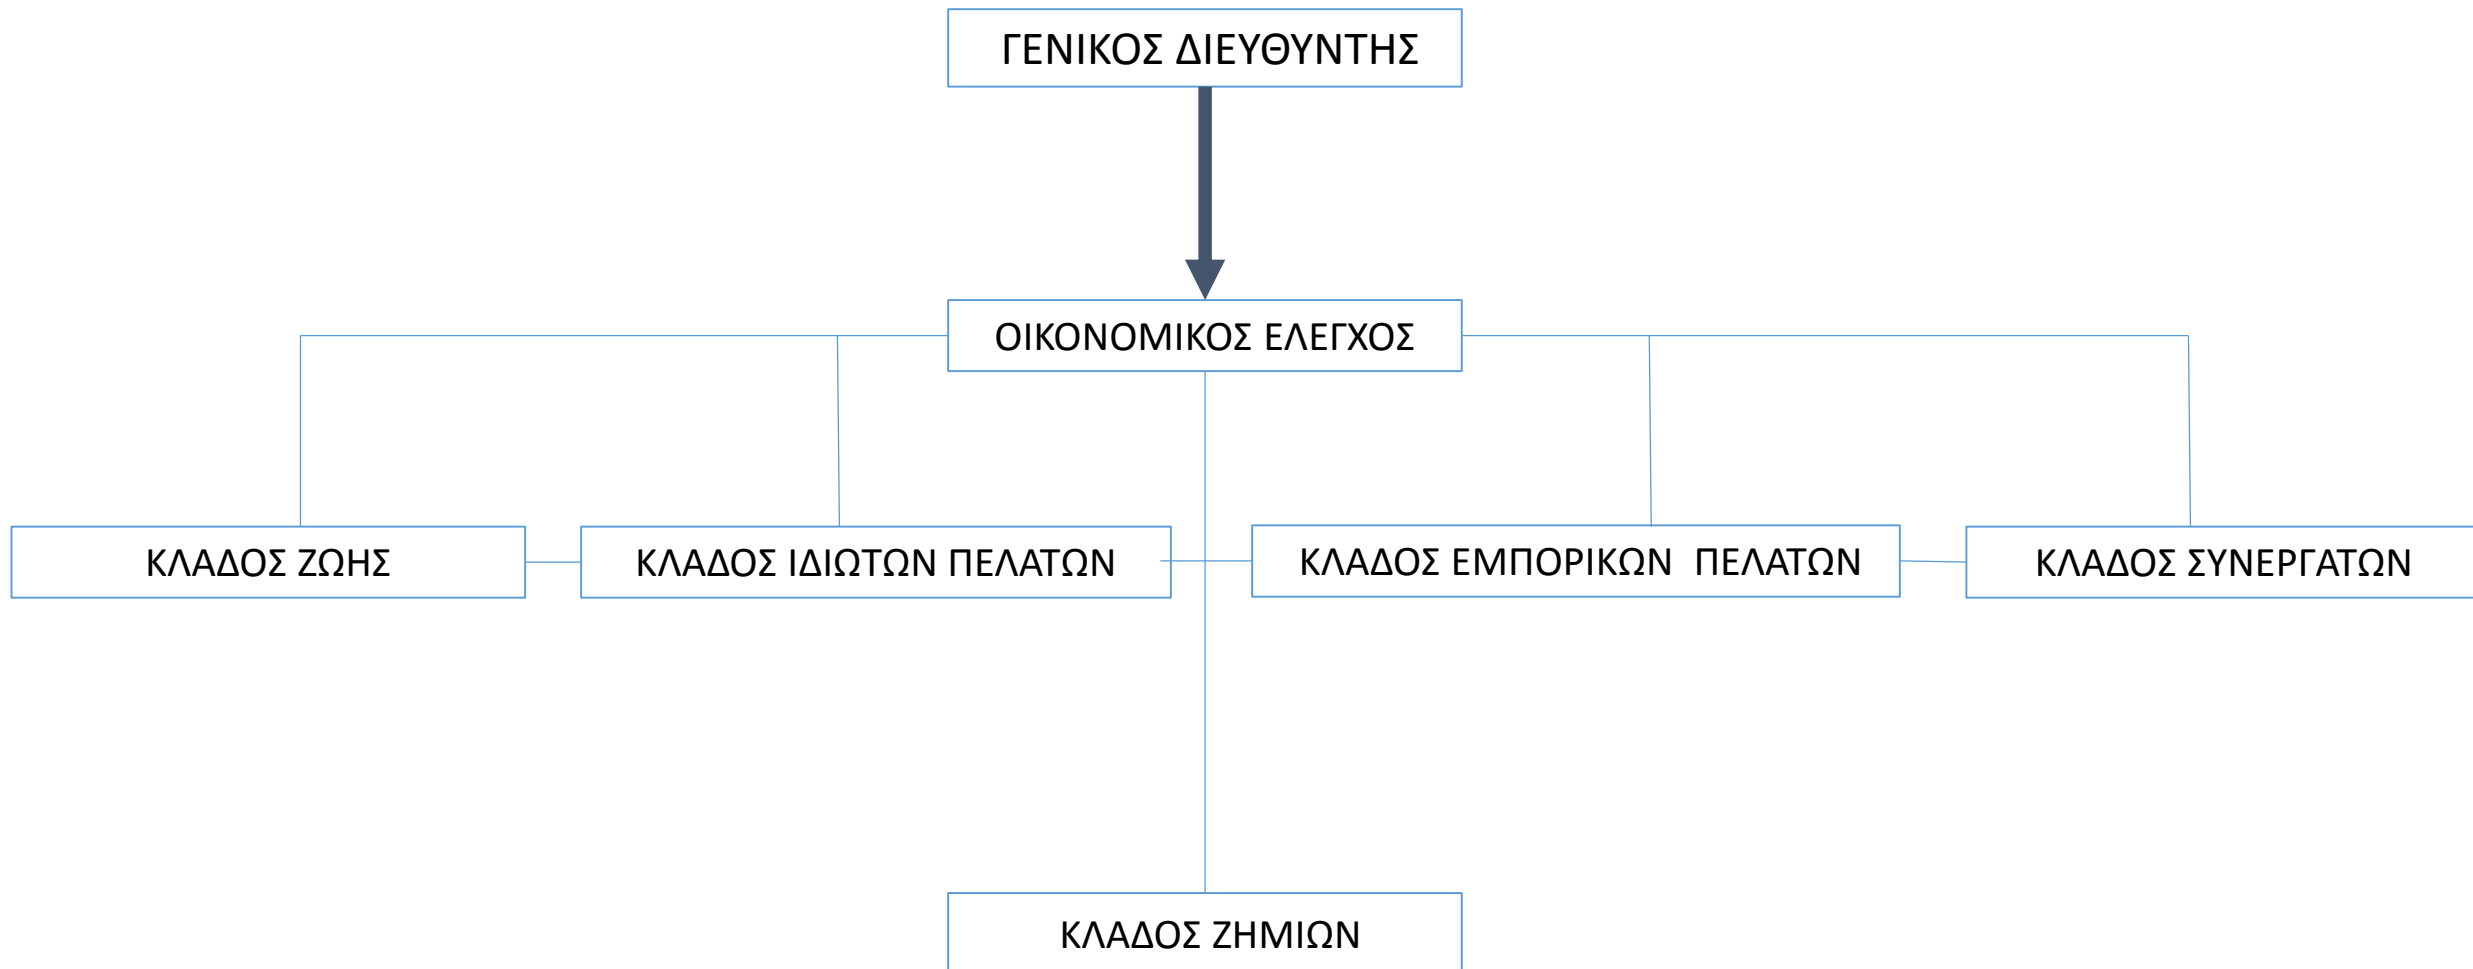 ΓΕΝΙΚΟΣ ΔΙΕΥΘΥΝΤΗΣ
ΟΙΚΟΝΟΜΙΚΟΣ ΕΛΕΓΧΟΣ
ΚΛΑΔΟΣ ΖΩΗΣ
ΚΛΑΔΟΣ ΙΔΙΩΤΩΝ ΠΕΛΑΤΩΝ
ΚΛΑΔΟΣ ΕΜΠΟΡΙΚΩΝ  ΠΕΛΑΤΩΝ
ΚΛΑΔΟΣ ΣΥΝΕΡΓΑΤΩΝ
ΚΛΑΔΟΣ ΖΗΜΙΩΝ